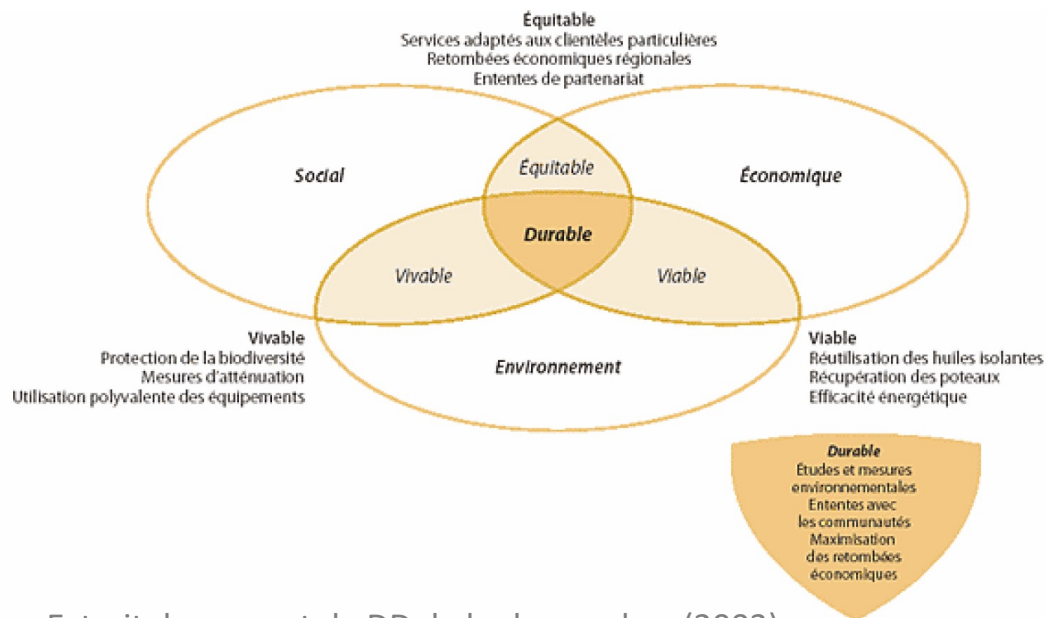 Équitable
Services adaptés aux clientèles particulières
Retombées économiques régionales
Ententes de partenariat
Social
Équitable
Économique
Durable
Vivable
Viable
Environnement
Vivable
Protection de la biodiversité
Mesures d'atténuation
Utilisation polyvalente des équipements
Viable
Réutilisation des huiles isolantes
Récupération des poteaux
Efficacité énergétique
Durable
Études et mesures
environnementales
Ententes avec
les communautés
Maximisation
des retombées
économiques